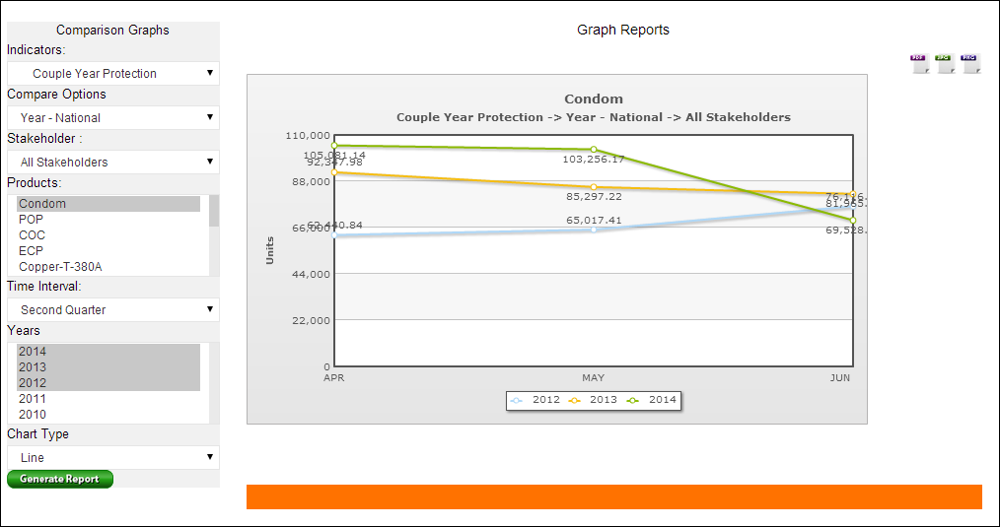 Comparison Graphs
Indicators:
Couple Year Protection
Compare Options
Year - National
Stakeholder :
All Stakeholders
Products:
Condom
POP
COC
ECP
Copper-T-380A
Time Interval:
Second Quarter
Years
2014
2013
2012
2011
2010
Chart Type
Line
Generate Report
Graph Reports
PDF JPG PNG
Condom
Couple Year Protection -> Year - National -> All Stakeholders
Units
110,000
88,000
66,000
44,000
22,000
0
105,081.14
92,347.98
62,440.84
103,256.17
85,297.22
65,017.41
76,116.
81,965.
69,528.
APR MAY JUN
2012 2013 2014